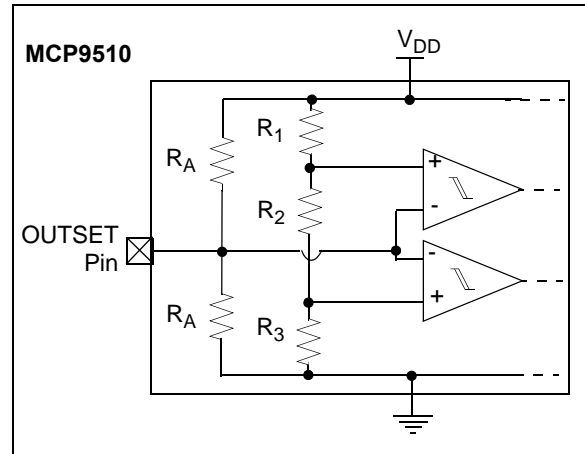 MCP9510
VDD
RA
R1
R2
OUTSET
Pin
RA
R3
+
-
-
+